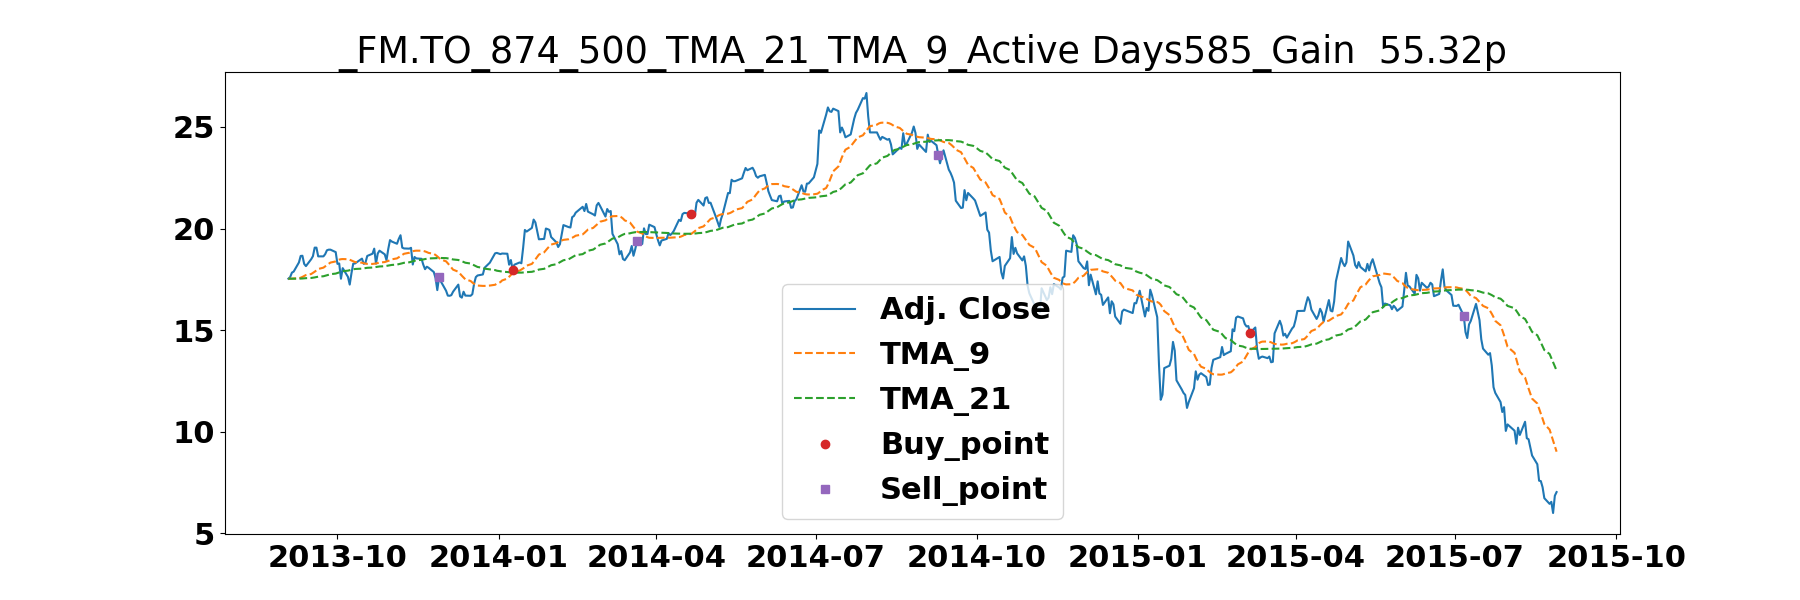 _FM.TO_874_500_TMA_21_TMA_9_Active Days585_Gain  55.32p
25
20
15
10
5
Adj. Close
TMA_9
TMA_21
Buy_point
Sell_point
2013-10 2014-01 2014-04 2014-07 2014-10 2015-01 2015-04 2015-07 2015-10